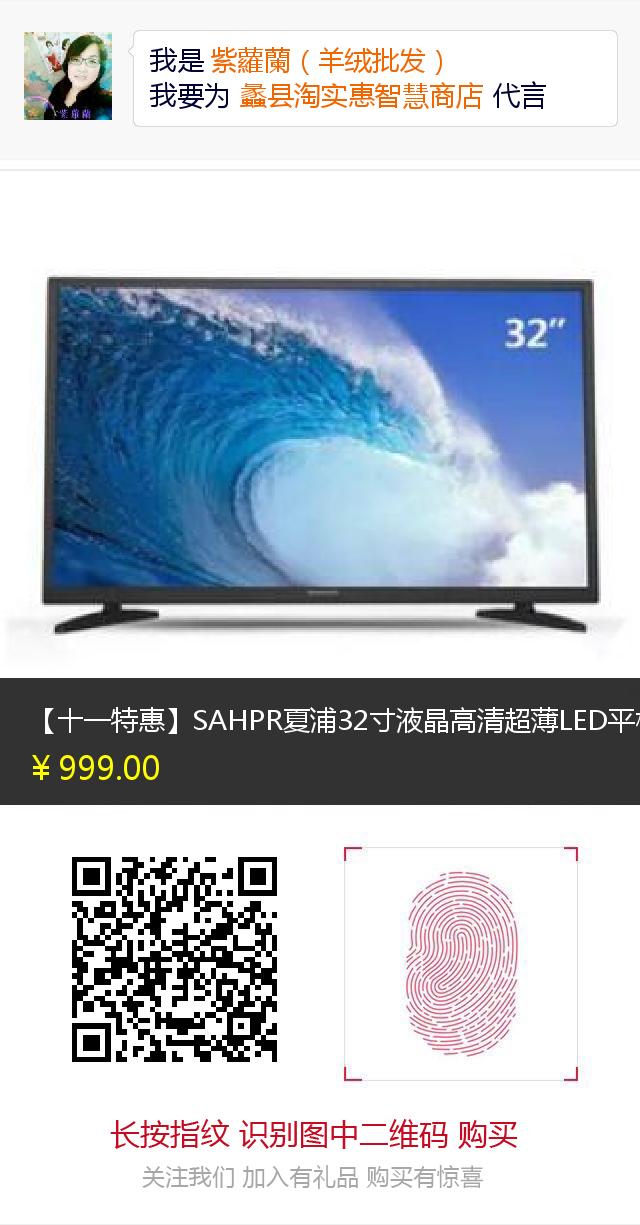 我是 紫蘿蘭（羊绒批发）
我要为 蠡县淘实惠智慧商店 代言
紫蘿蘭
32″
【十一特惠】SAHPR夏浦32寸液晶高清超薄LED平
￥999.00
长按指纹 识别图中二维码 购买
关注我们 加入有礼品 购买有惊喜